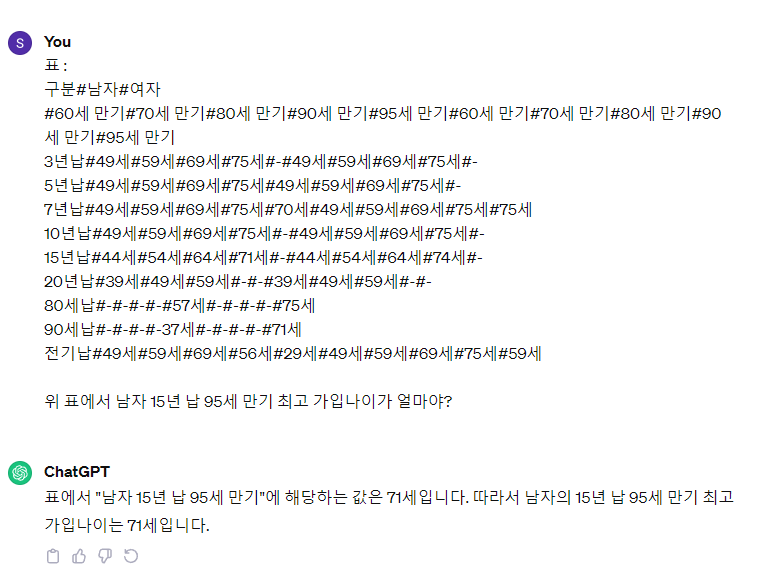 S
You
표 :
구분#남자#여자
#60세 만기#70세 만기#80세 만기#90세 만기#95세 만기#60세 만기#70세 만기#80세 만기#90
세 만기#95세 만기
3년납#49세#59세#69세#75세#-#49세#59세#69세#75세#-
5년납#49세#59세#69세#75세#49세#59세#69세#75세#-
7년납#49세#59세#69세#75세#70세#49세#59세#69세#75세#75세
10년납#49세#59세#69세#75세#-#49세#59세#69세#75세#-
15년납#44세#54세#64세#71세#-#44세#54세#64세#74세#-
20년납#39세#49세#59세#-#-#39세#49세#59세#-#-
80세납#-#-#-#-#57세#-#-#-#-#75세
90세납#-#-#-#-37세#-#-#-#-#71세
전기납#49세#59세#69세#56세#29세#49세#59세#69세#75세#59세
위 표에서 남자 15년 납 95세 만기 최고 가입나이가 얼마야?
ChatGPT
표에서 "남자 15년 납 95세 만기"에 해당하는 값은 71세입니다. 따라서 남자의 15년 납 95세 만기 최고
가입나이는 71세입니다.